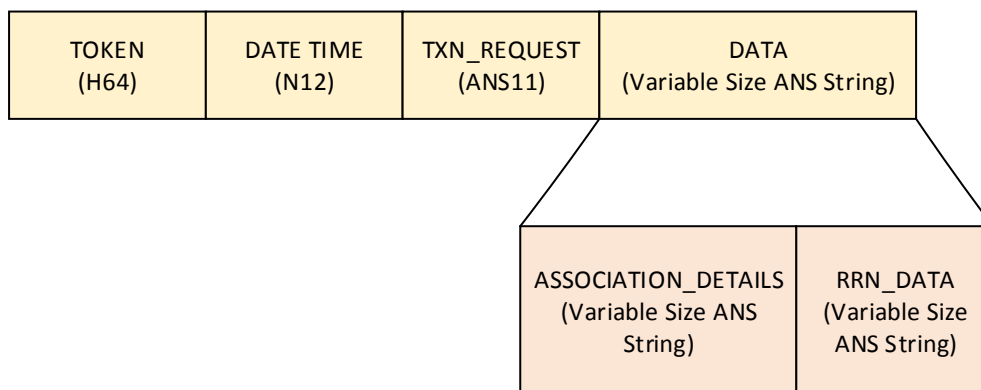 TOKEN
(H64)
DATE TIME
(N12)
TXN_REQUEST
(ANS11)
DATA
(Variable Size ANS String)
ASSOCIATION_DETAILS
(Variable Size ANS
String)
RRN_DATA
(Variable Size
ANS String)